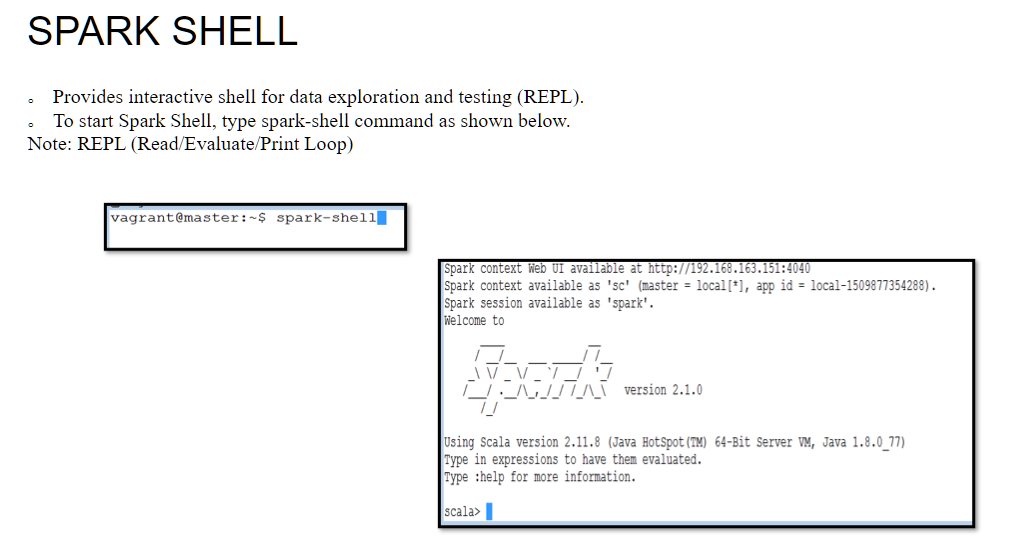 SPARK SHELL
Provides interactive shell for data exploration and testing (REPL).
To start Spark Shell, type spark-shell command as shown below.
Note: REPL (Read/Evaluate/Print Loop)
vagrant@master:~$ spark-shell
Spark context Web UI available at http://192.168.163.151:4040
Spark context available as 'sc' (master = local[*], app id = local-1509877354288).
Spark session available as 'spark'.
Welcome to
Spark
version 2.1.0
Using Scala version 2.11.8 (Java HotSpot(TM) 64-Bit Server VM, Java 1.8.0_77)
Type in expressions to have them evaluated.
Type :help for more information.
scala>